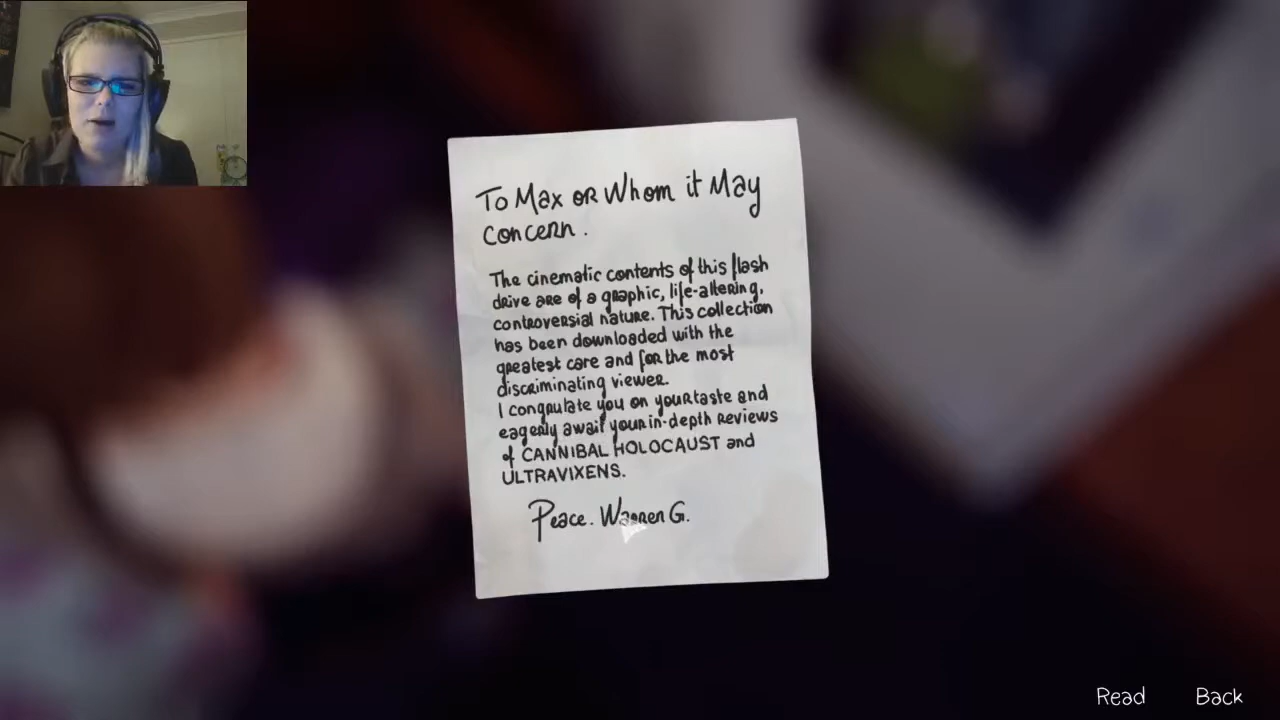 To Max or Whom it May
Concern.
The cinematic contents of this flash
drive are of a graphic, life-altering,
controversial nature. This collection
has been downloaded with the
greatest care and for the most
discriminating viewer.
I congrulate you on your taste and
eagerly await your in-depth Reviews
of CANNIBAL HOLOCAUST and
ULTRAVIXENS.
Peace. Warren G.
Read Back